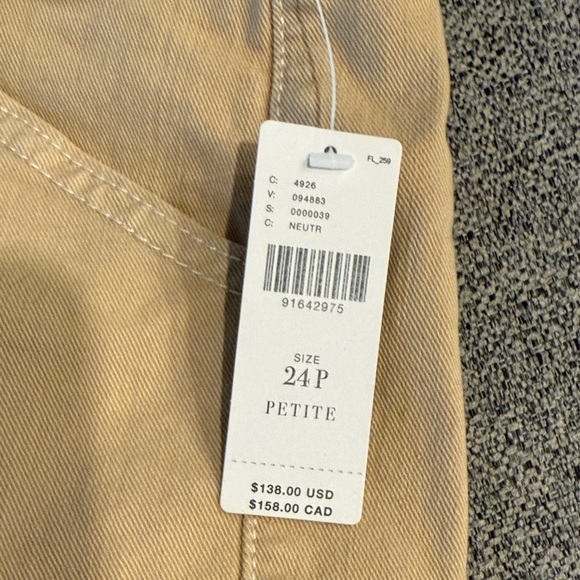 FL_259
C: 4926
V: 094883
S: 0000039
C: NEUTR
91642975
SIZE
24P
PETITE
$138.00 USD
$158.00 CAD